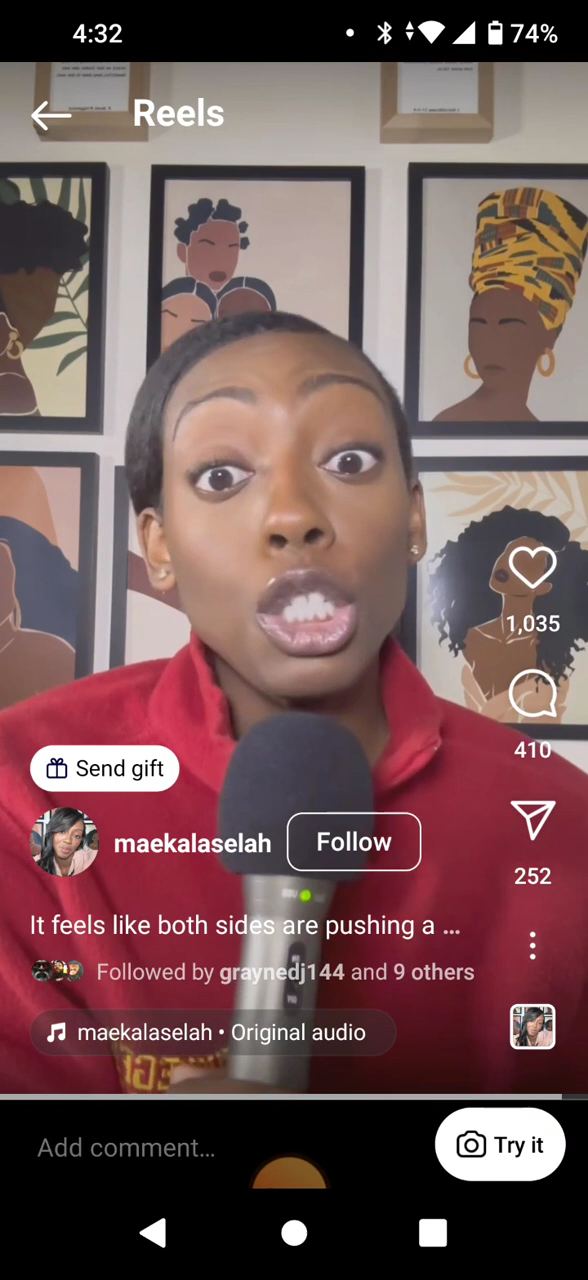 4:32
74%
Reels
1,035
410
Send gift
maekalaselah
Follow
252
It feels like both sides are pushing a ...
Followed by graynedj144 and 9 others
maekalaselah • Original audio
Add comment...
Try it